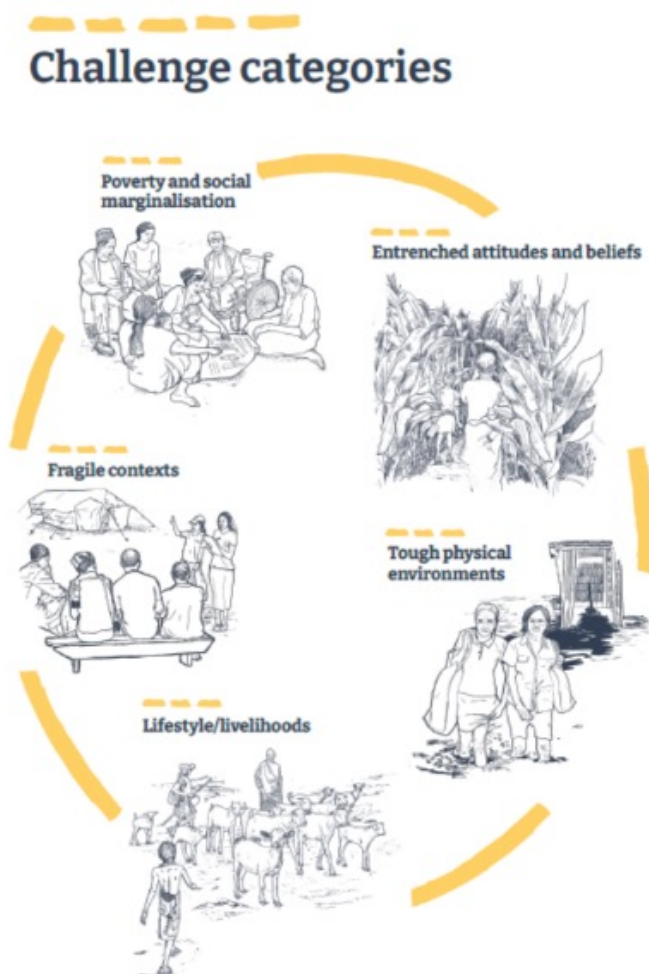 Challenge categories
Poverty and social
marginalisation
Entrenched attitudes and beliefs
Fragile contexts
Tough physical
environments
Lifestyle/livelihoods